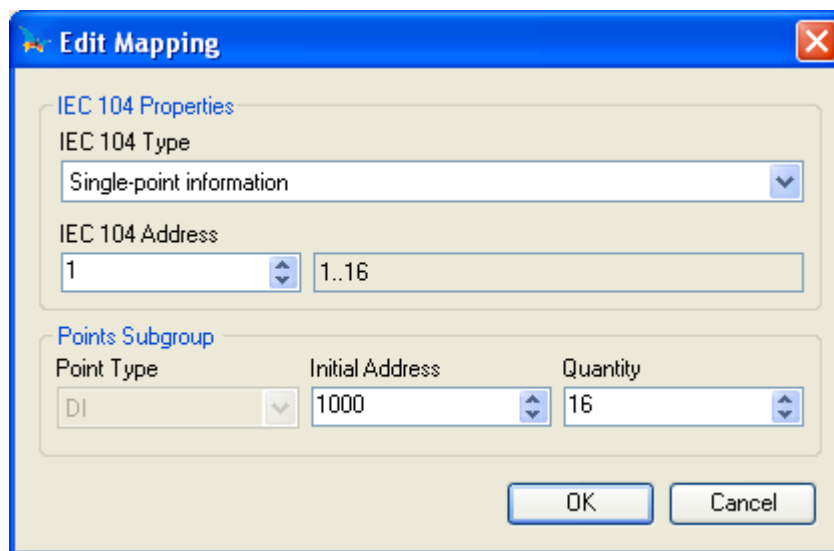 Edit Mapping
IEC 104 Properties
IEC 104 Type
Single-point information
IEC 104 Address
1 1..16
Points Subgroup
Point Type Initial Address Quantity
DI 1000 16
OK Cancel